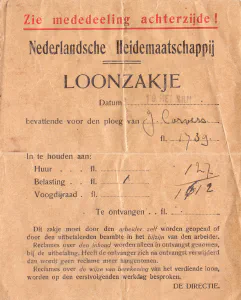 Zie mededeeling achterzijde!
Nederlandsche Heidemaatschappij
LOONZAKJE
Datum
bevattende voor den ploeg van J. Corvers
fl. 1739
In te houden aan:
Huur . . . fl. 127
Belasting . fl. 1
Voogdijraad . fl. 1612
Te ontvangen . fl.
Dit zakje moet door den arbeider zelf worden geopend of
door den uitbetalenden beambte in het bijzijn van den arbeider.
Reclames over den inhoud worden alleen in ontvangst genomen,
bij de uitbetaling. Heeft de ontvanger zich na ontvangst verwijderd
dan wordt geen reclame meer aangenomen.
Reclames over de wijze van berekening van het verdiende loon,
worden op den eerstvolgenden werkdag besproken.
DE DIRECTIE.